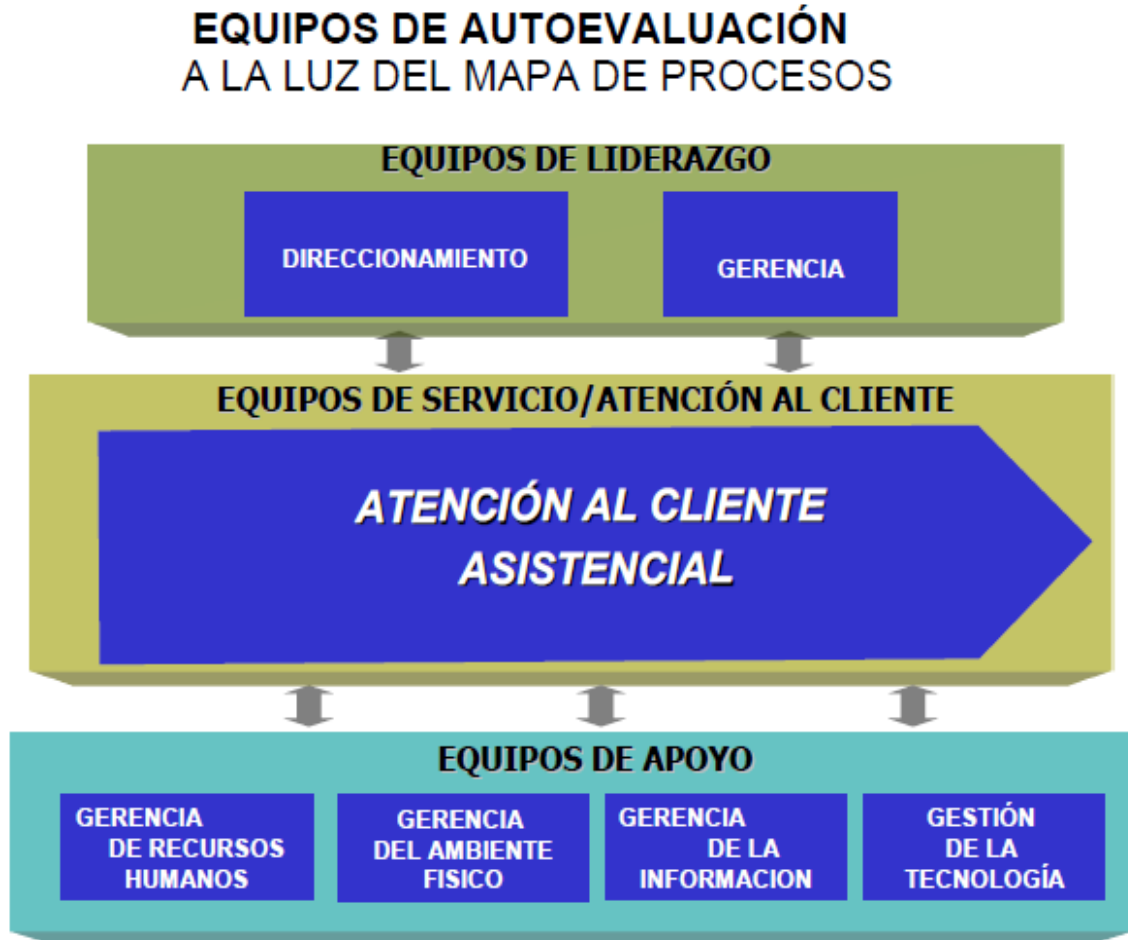 EQUIPOS DE AUTOEVALUACIÓN
A LA LUZ DEL MAPA DE PROCESOS
EQUIPOS DE LIDERAZGO
DIRECCIONAMIENTO
GERENCIA
EQUIPOS DE SERVICIO/ATENCIÓN AL CLIENTE
ATENCIÓN AL CLIENTE
ASISTENCIAL
EQUIPOS DE APOYO
GERENCIA
DE RECURSOS
HUMANOS
GERENCIA
DEL AMBIENTE
FISICO
GERENCIA
DE LA
INFORMACION
GESTIÓN
DE LA
TECNOLOGÍA